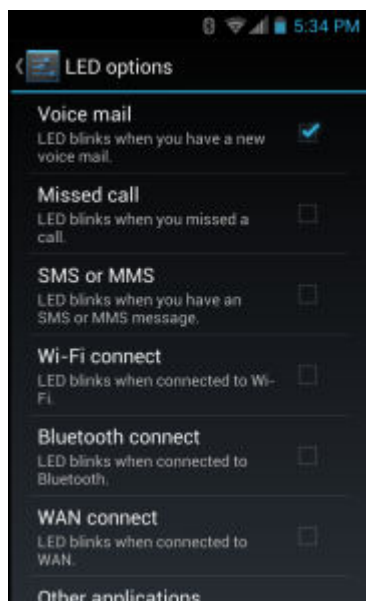 5:34 PM
LED options
Voice mail
LED blinks when you have a new
voice mail.
Missed call
LED blinks when you missed a
call.
SMS or MMS
LED blinks when you have an
SMS or MMS message.
Wi-Fi connect
LED blinks when connected to Wi-
Fi.
Bluetooth connect
LED blinks when connected to
Bluetooth.
WAN connect
LED blinks when connected to
WAN.
Other applications